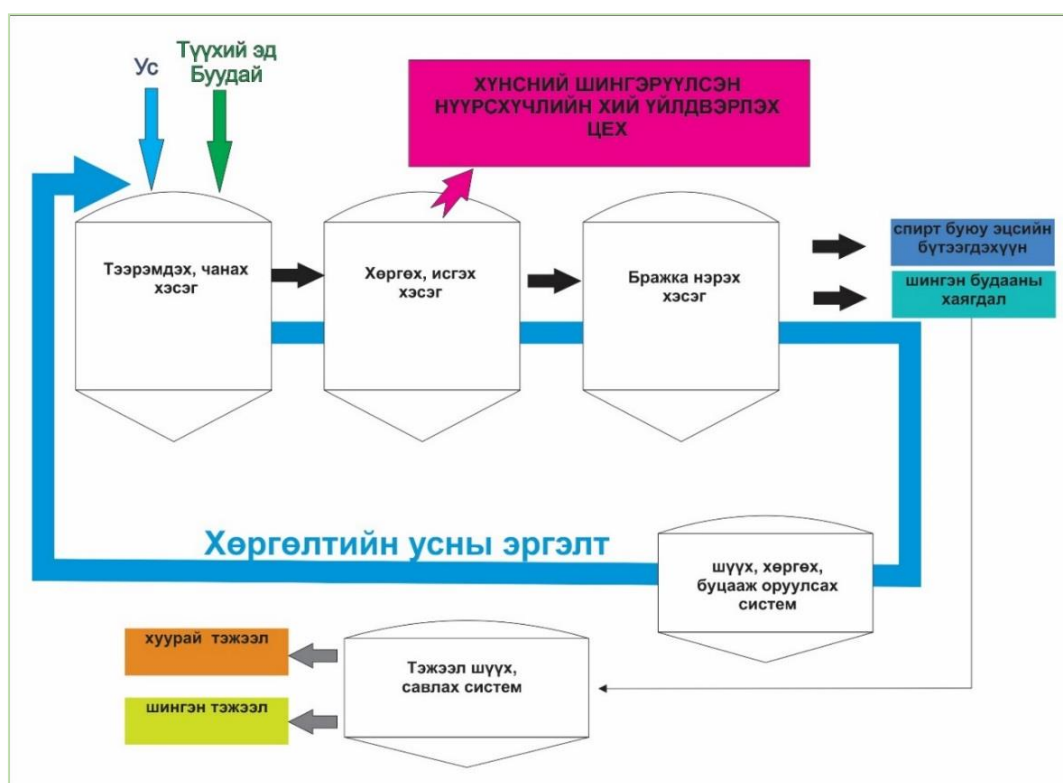 Ус
Түүхий эд
Буудай
ХҮНСНИЙ ШИНГЭРҮҮЛСЭН
НҮҮРСХҮЧЛИЙН ХИЙ ҮЙЛДВЭРЛЭХ
ЦЕХ
Тээрэмдэх, чанах
хэсэг
Хөргөх, исгэх
хэсэг
Бражка нэрэх
хэсэг
спирт буюу эцсийн
бүтээгдэхүүн
шингэн будааны
хаягдал
Хөргөлтийн усны эргэлт
шүүх, хөргөх,
буцааж оруулсах
систем
хуурай тэжээл
шингэн тэжээл
Тэжээл шүүх,
савлах систем